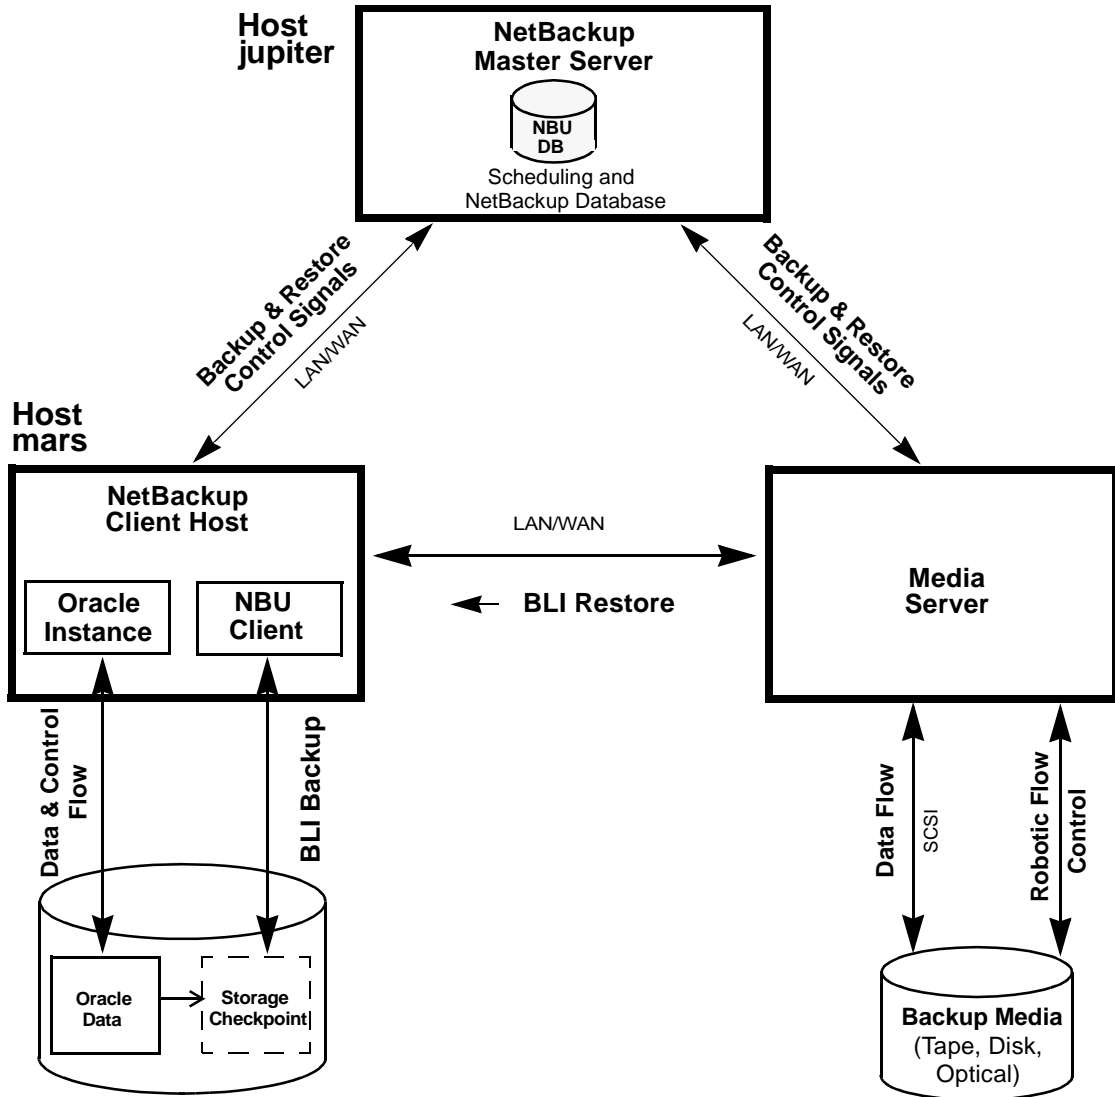 Host
jupiter
NetBackup
Master Server
NBU
DB
Scheduling and
NetBackup Database
Backup & Restore
Control Signals
LAN/WAN
Backup & Restore
Control Signals
LAN/WAN
Host
mars
NetBackup
Client Host
Oracle
Instance
NBU
Client
LAN/WAN
BLI Restore
Media
Server
Data & Control
Flow
BLI Backup
Data Flow
SCSI
Robotic Flow
Control
Oracle
Data
Storage
Checkpoint
Backup Media
(Tape, Disk,
Optical)